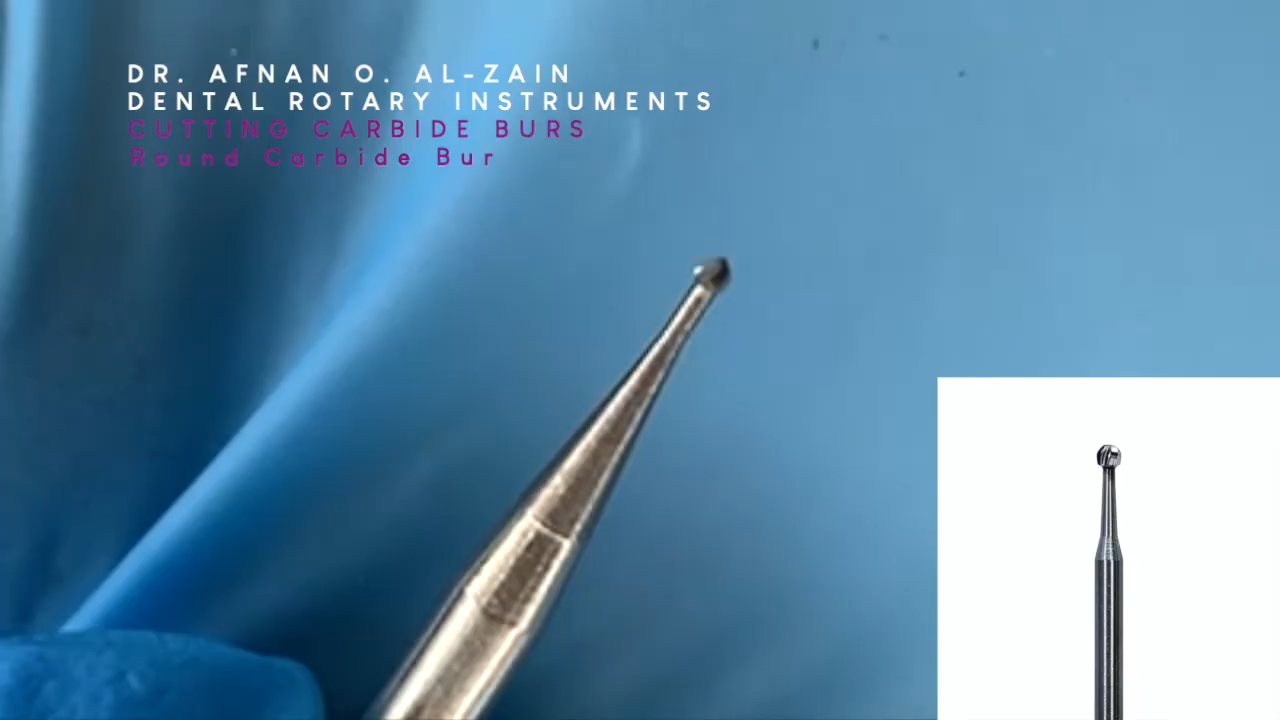 DR. AFNAN O. AL-ZAIN
DENTAL ROTARY INSTRUMENTS
CUTTING CARBIDE BURS
Round Carbide Bur